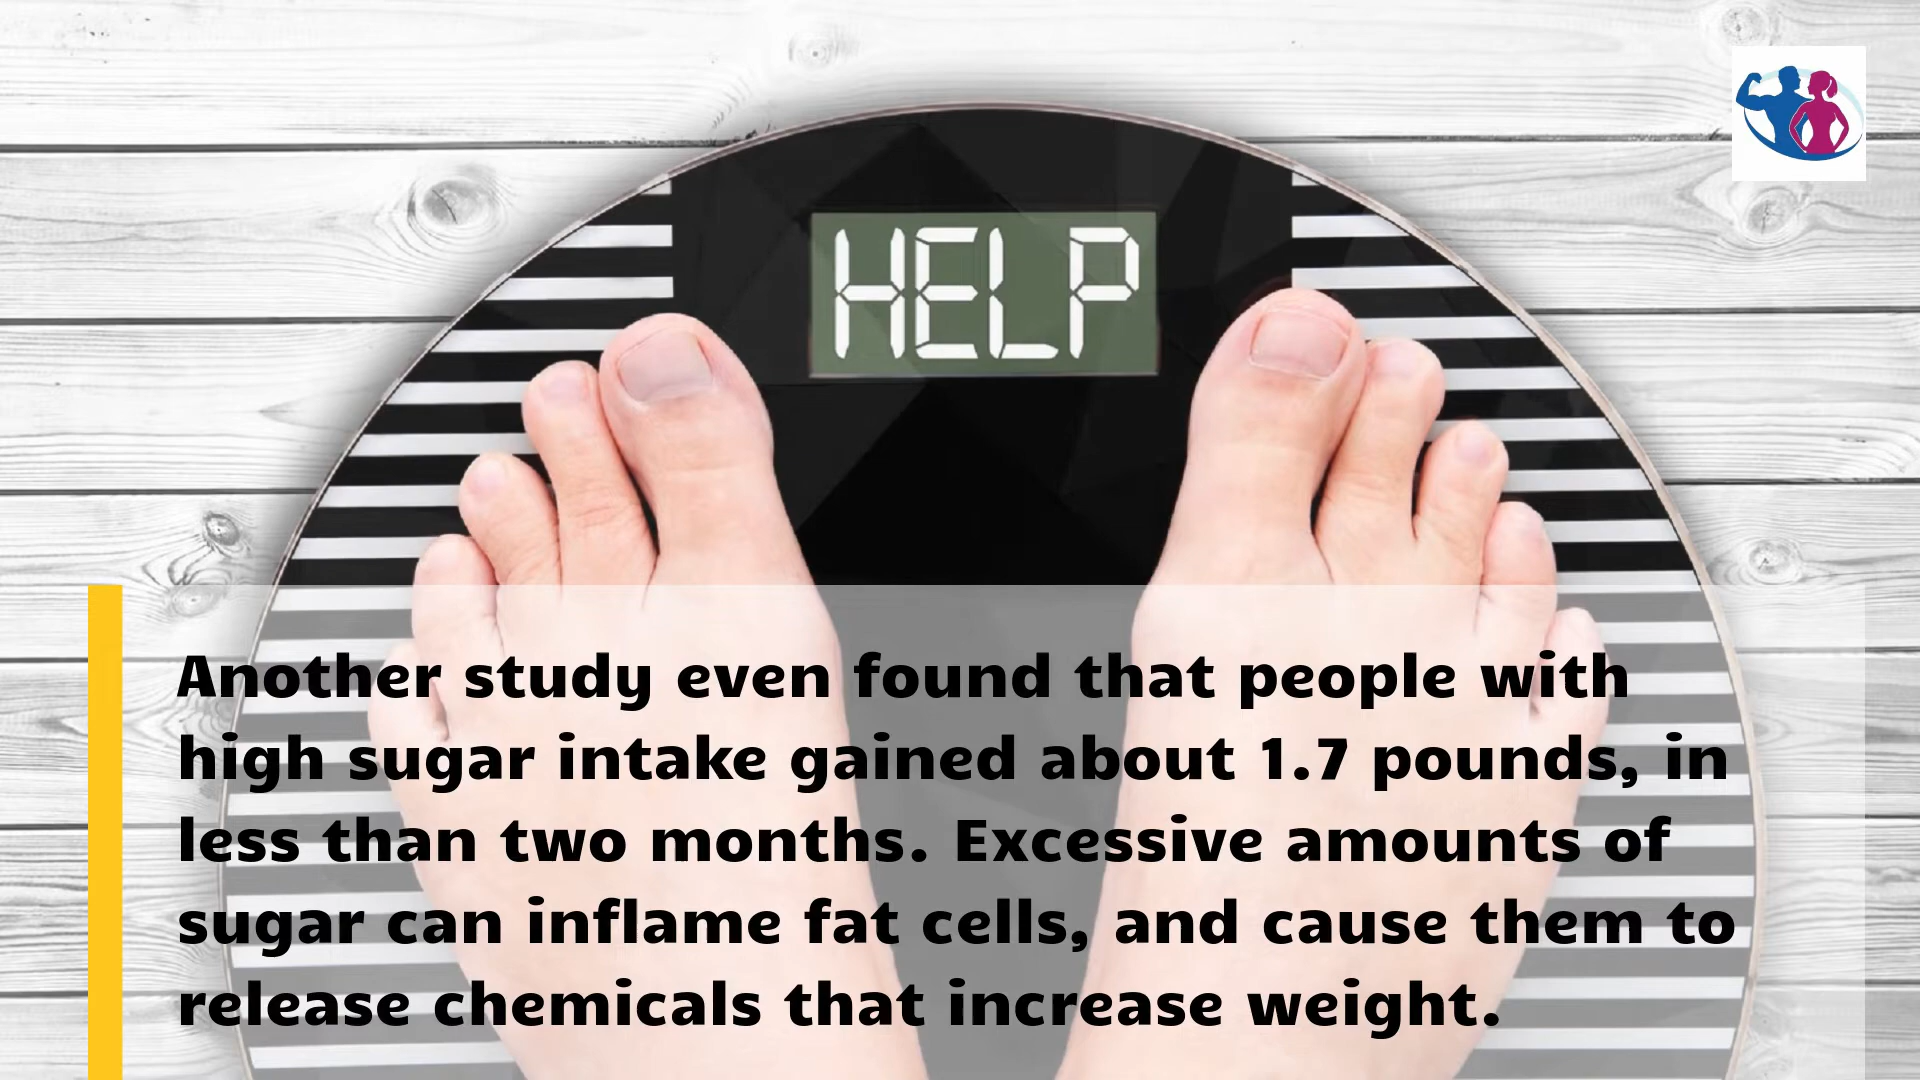 HELP
Another study even found that people with
high sugar intake gained about 1.7 pounds, in
less than two months. Excessive amounts of
sugar can inflame fat cells, and cause them to
release chemicals that increase weight.